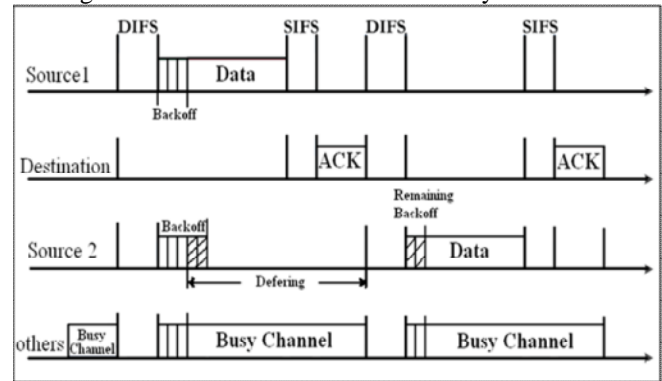 DIFS SIFS DIFS SIFS
Source1 Data
Backoff
Destination ACK ACK
Remaining
Backoff
Backoff
Source 2 Data
Defering
others Busy
Channel Busy Channel Busy Channel